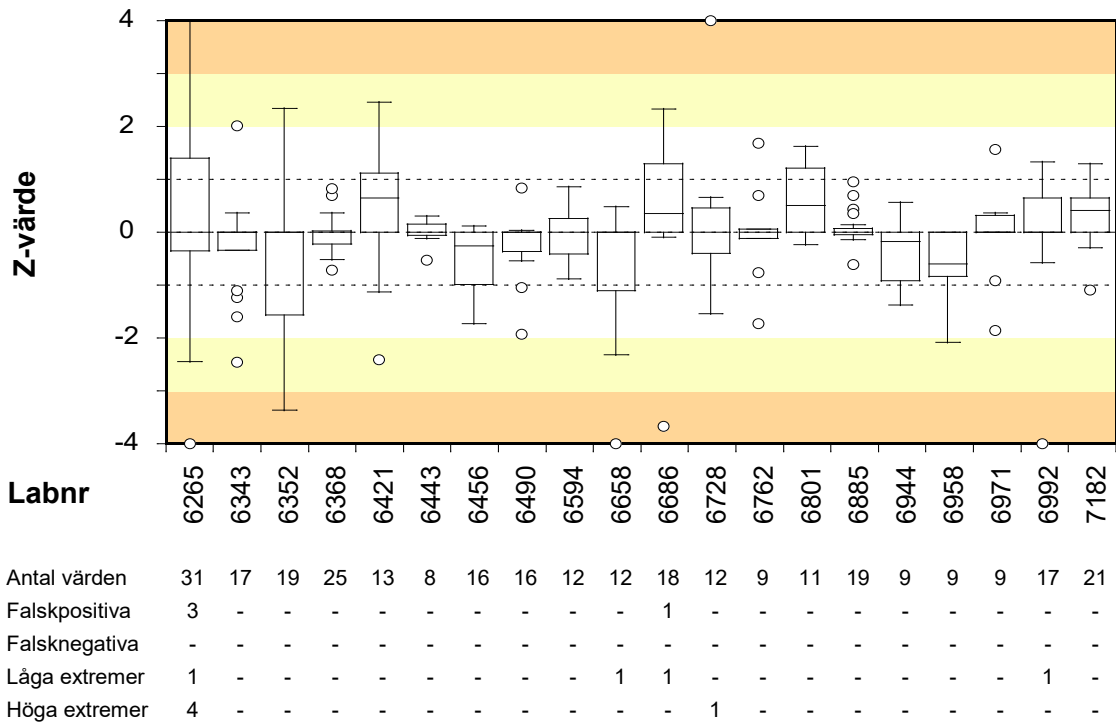 4
2
0
-2
-4
Z-värde
Labnr 6265 6343 6352 6368 6421 6443 6456 6490 6594 6658 6686 6728 6762 6801 6885 6944 6958 6971 6992 7182
Antal värden 31 17 19 25 13 8 16 16 12 12 18 12 9 11 19 9 9 9 17 21
Falskpositiva 3 - - - - - - - - - 1 - - - - - - - - -
Falsknegativa - - - - - - - - - - - - - - - - - - - -
Låga extremer 1 - - - - - - - - 1 1 - - - - - - - 1 -
Höga extremer 4 - - - - - - - - - - 1 - - - - - - - -